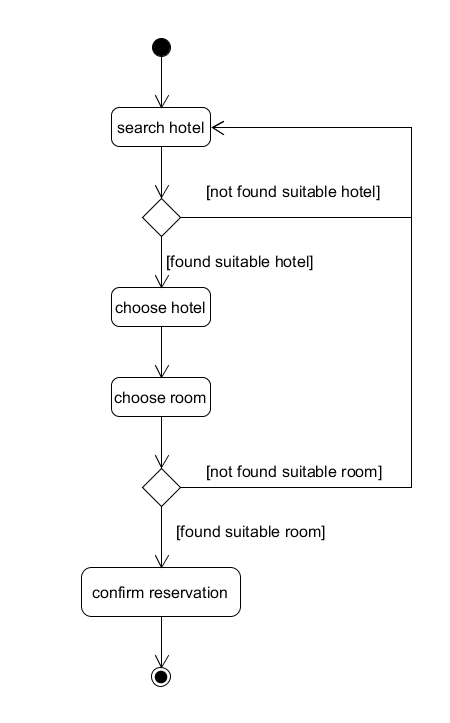 search hotel
[not found suitable hotel]
[found suitable hotel]
choose hotel
choose room
[not found suitable room]
[found suitable room]
confirm reservation